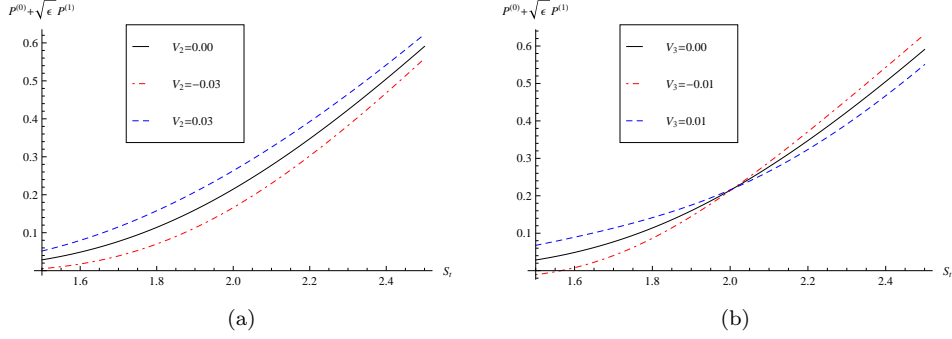 P⁽⁰⁾+√ϵ P⁽¹⁾
0.6
0.5
0.4
0.3
0.2
0.1
V₂=0.00
V₂=−0.03
V₂=0.03
1.6
1.8
2.0
2.2
2.4
Sₜ
(a)
P⁽⁰⁾+√ϵ P⁽¹⁾
0.6
0.5
0.4
0.3
0.2
0.1
V₃=0.00
V₃=−0.01
V₃=0.01
1.6
1.8
2.0
2.2
2.4
Sₜ
(b)